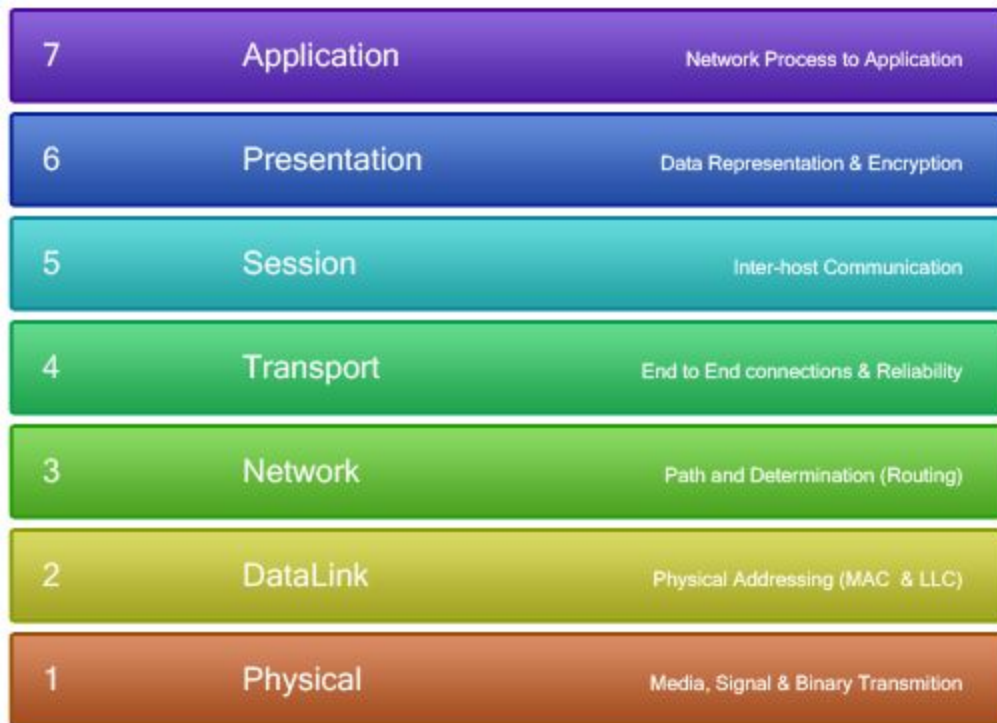 7 Application Network Process to Application
6 Presentation Data Representation & Encryption
5 Session Inter-host Communication
4 Transport End to End connections & Reliability
3 Network Path and Determination (Routing)
2 DataLink Physical Addressing (MAC & LLC)
1 Physical Media, Signal & Binary Transmition